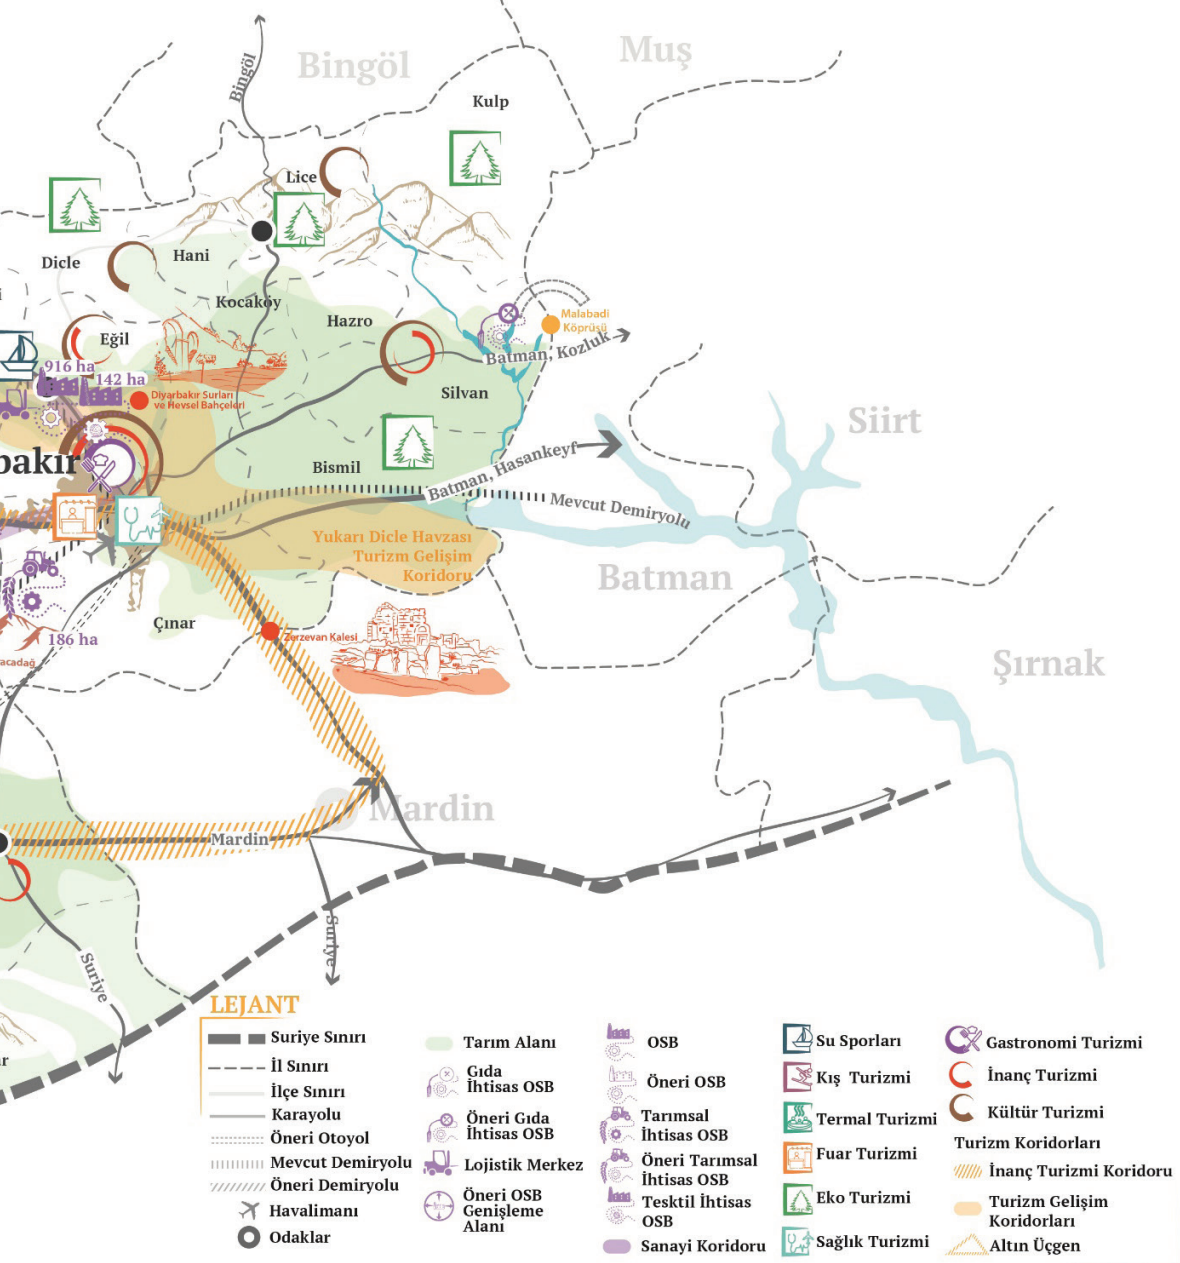 Bingöl
Muş
Bingöl
Kulp
Lice
Dicle
Hani
i
Kocaköy
Hazro
Malabadi
Köprüsü
Eğil
Batman, Kozluk
916 ha
142 ha
Diyarbakır Surları
ve Hevsel Bahçeleri
Silvan
Siirt
bakır
Bismil
Batman, Hasankeyf
Mevcut Demiryolu
Yukarı Dicle Havzası
Turizm Gelişim
Koridoru
Batman
Çınar
186 ha
Zerzevan Kalesi
acadağ
Şırnak
Mardin
Mardin
Suriye
Suriye
r
LEJANT
Suriye Sınırı
İl Sınırı
İlçe Sınırı
Karayolu
Öneri Otoyol
Mevcut Demiryolu
Öneri Demiryolu
Havalimanı
Odaklar
Tarım Alanı
Gıda
İhtisas OSB
Öneri Gıda
İhtisas OSB
Lojistik Merkez
Öneri OSB
Genişleme
Alanı
OSB
Öneri OSB
Tarımsal
İhtisas OSB
Öneri Tarımsal
İhtisas OSB
Tesktil İhtisas
OSB
Sanayi Koridoru
Su Sporları
Kış Turizmi
Termal Turizmi
Fuar Turizmi
Eko Turizmi
Sağlık Turizmi
Gastronomi Turizmi
İnanç Turizmi
Kültür Turizmi
Turizm Koridorları
İnanç Turizmi Koridoru
Turizm Gelişim
Koridorları
Altın Üçgen